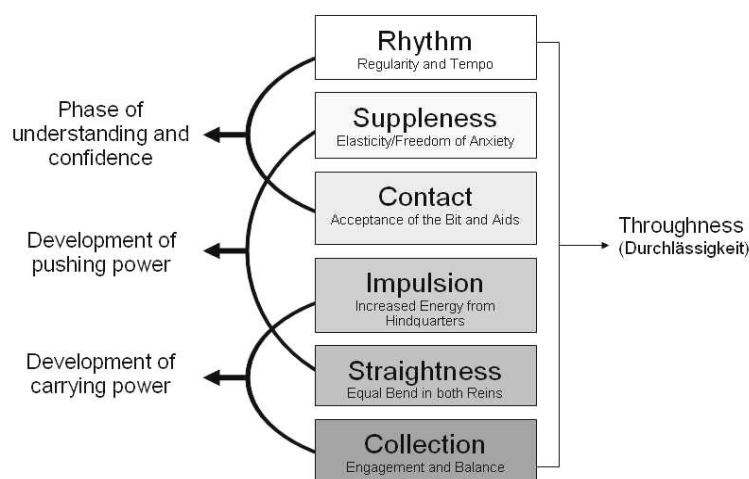 Rhythm
Regularity and Tempo
Phase of
understanding and
confidence
Suppleness
Elasticity/Freedom of Anxiety
Contact
Acceptance of the Bit and Aids
Throughness
(Durchlässigkeit)
Development of
pushing power
Impulsion
Increased Energy from
Hindquarters
Development of
carrying power
Straightness
Equal Bend in both Reins
Collection
Engagement and Balance